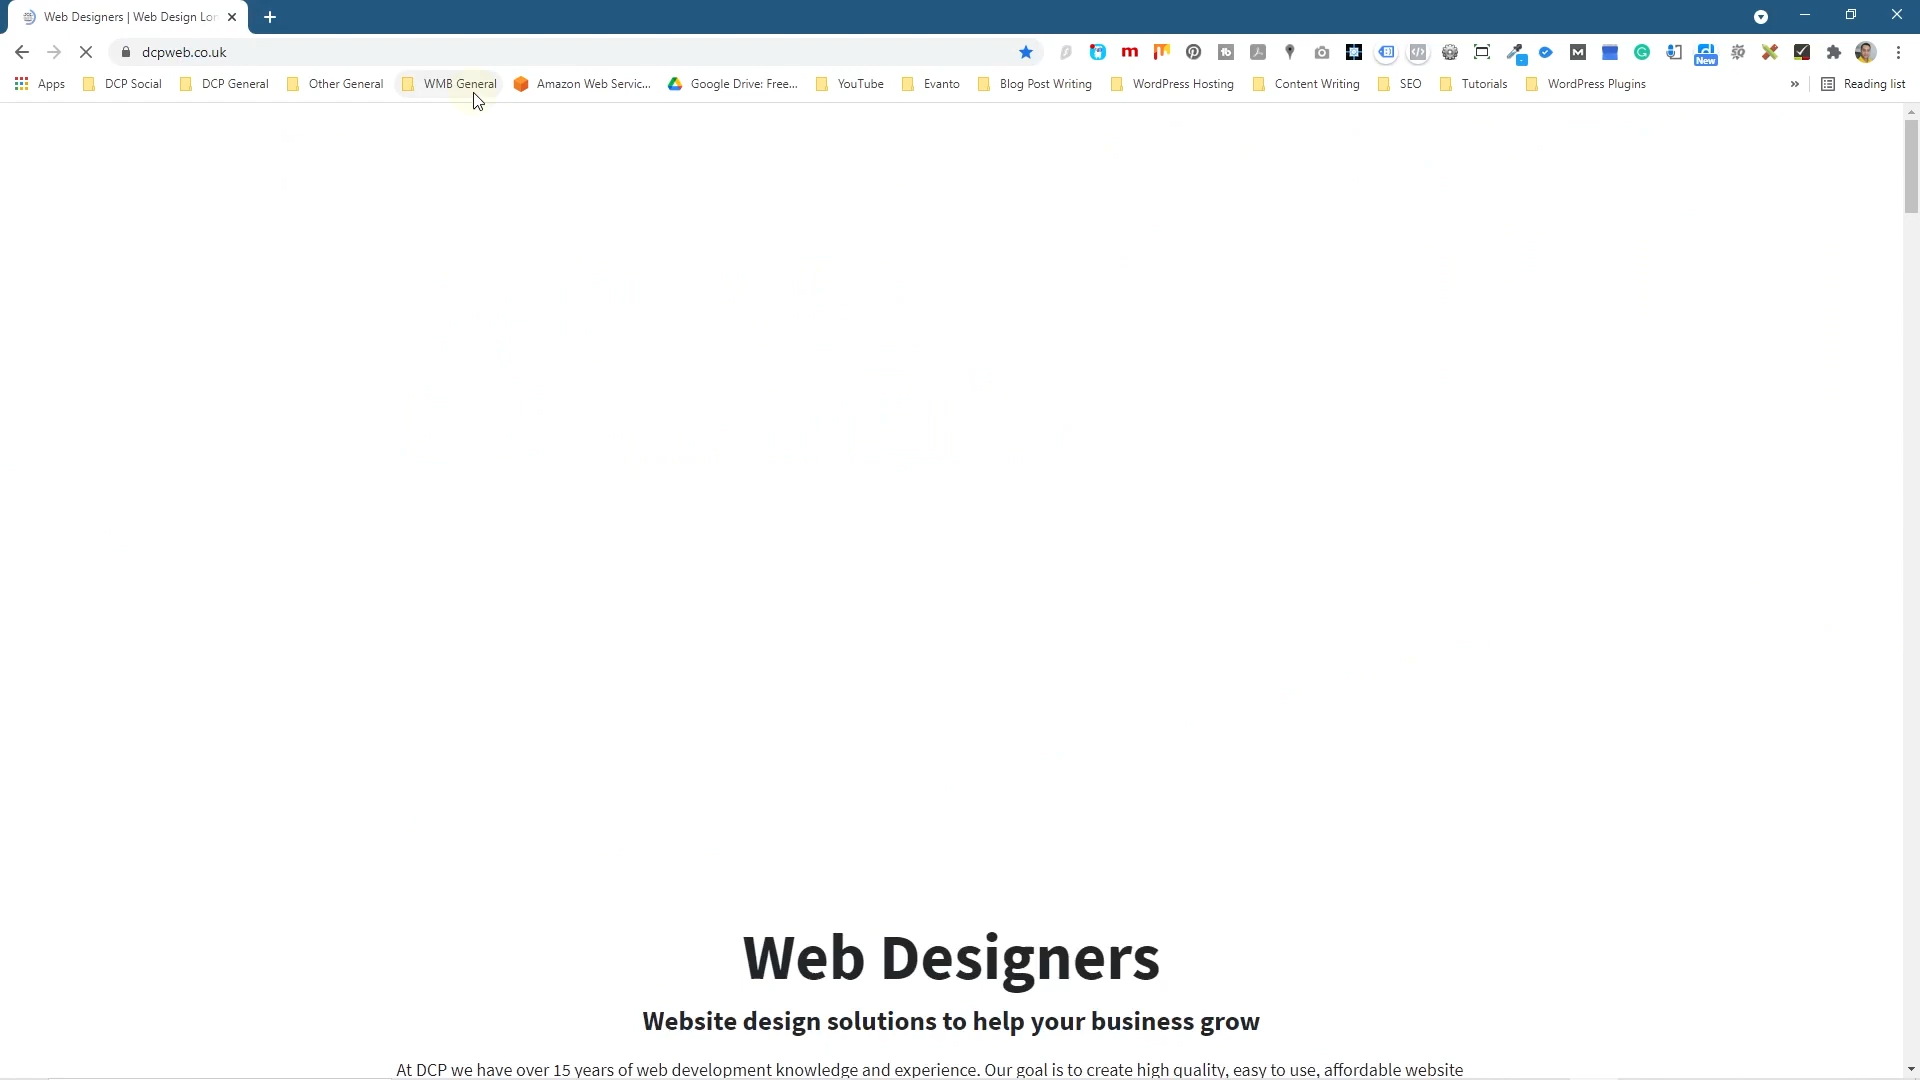 Web Designers | Web Design Lon
dcpweb.co.uk
New
Apps DCP Social DCP General Other General WMB General Amazon Web Servic... Google Drive: Free... YouTube Evanto Blog Post Writing WordPress Hosting Content Writing SEO Tutorials WordPress Plugins » Reading list
Web Designers
Website design solutions to help your business grow
At DCP we have over 15 years of web development knowledge and experience. Our goal is to create high quality, easy to use, affordable website